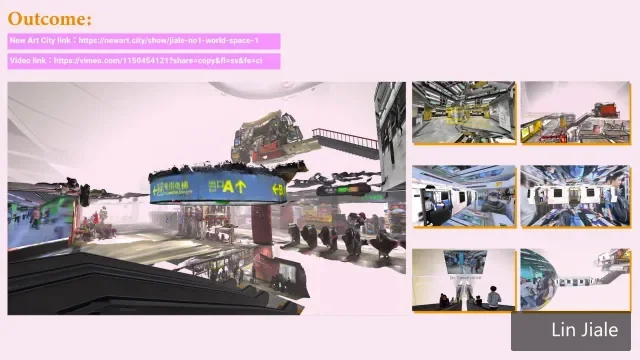 Outcome:
New Art City link：https://newart.city/show/jiale-no1-world-space-1
Video link：https://vimeo.com/1150454121?share=copy&fl=sv&fe=ci
A↑
Lin Jiale